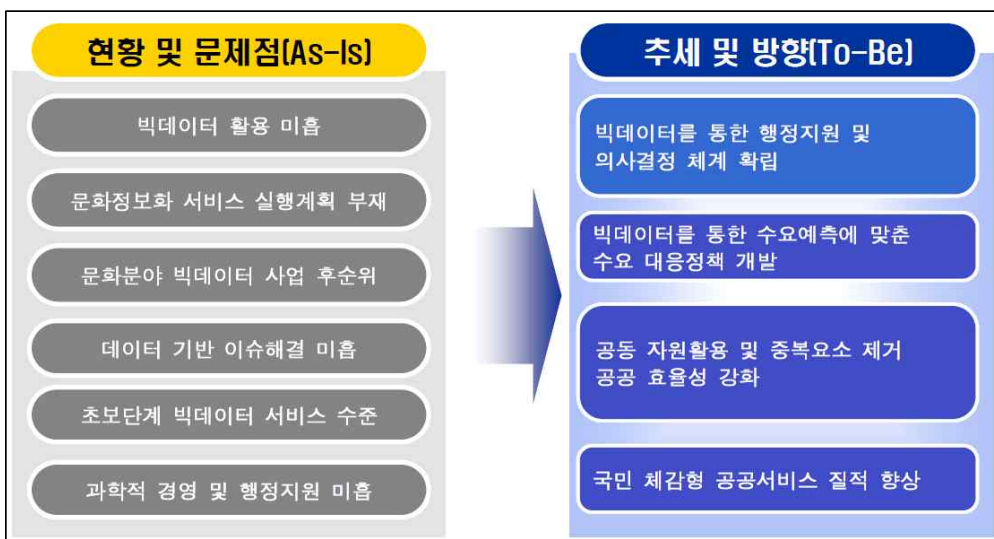 현황 및 문제점(As-Is)
빅데이터 활용 미흡
문화정보화 서비스 실행계획 부재
문화분야 빅데이터 사업 후순위
데이터 기반 이슈해결 미흡
초보단계 빅데이터 서비스 수준
과학적 경영 및 행정지원 미흡
추세 및 방향(To-Be)
빅데이터를 통한 행정지원 및
의사결정 체계 확립
빅데이터를 통한 수요예측에 맞춘
수요 대응정책 개발
공동 자원활용 및 중복요소 제거
공공 효율성 강화
국민 체감형 공공서비스 질적 향상